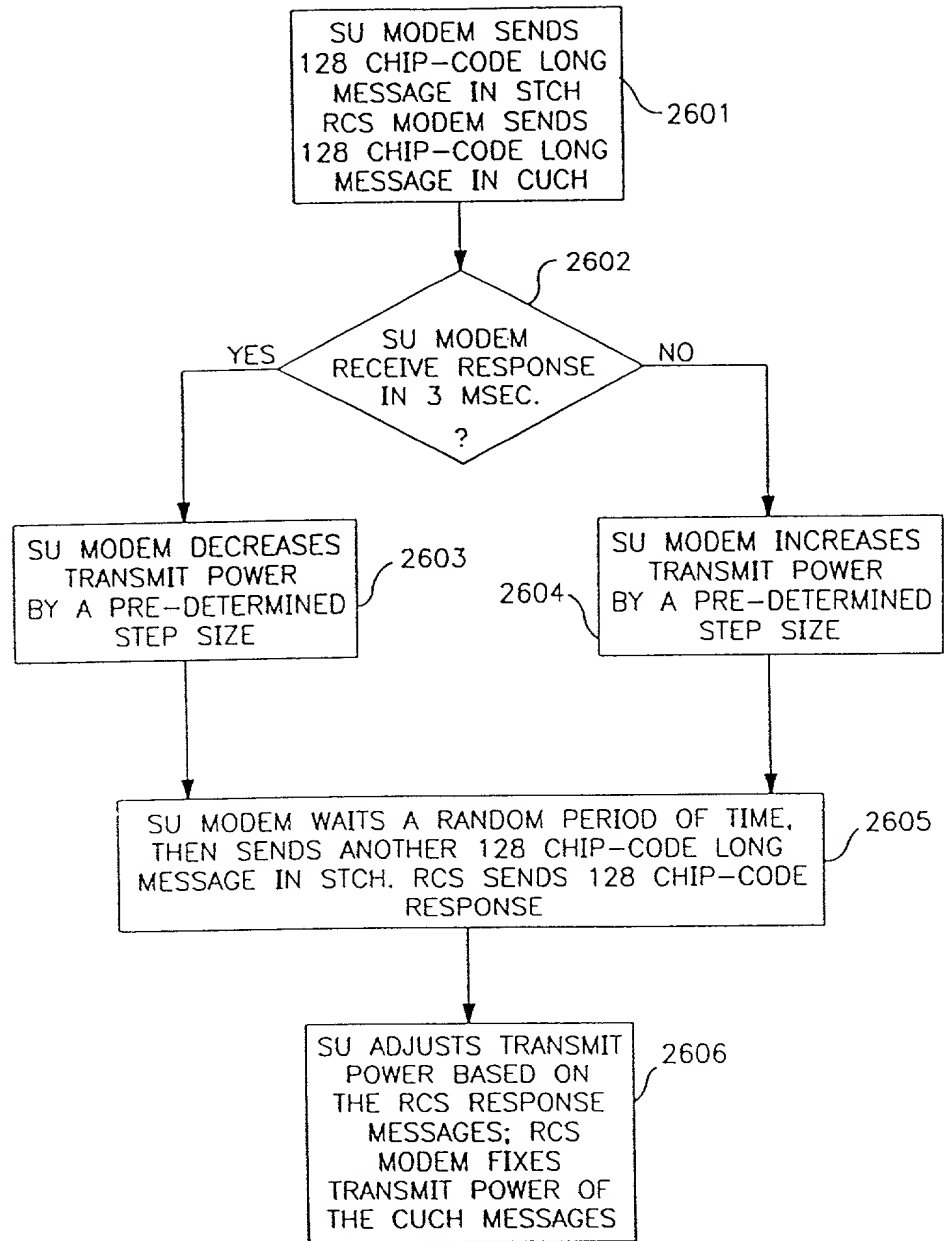 SU MODEM SENDS
128 CHIP-CODE LONG
MESSAGE IN STCH
RCS MODEM SENDS
128 CHIP-CODE LONG
MESSAGE IN CUCH
2601
2602
SU MODEM
RECEIVE RESPONSE
IN 3 MSEC.
?
YES
NO
SU MODEM DECREASES
TRANSMIT POWER
BY A PRE-DETERMINED
STEP SIZE
2603
SU MODEM INCREASES
TRANSMIT POWER
BY A PRE-DETERMINED
STEP SIZE
2604
SU MODEM WAITS A RANDOM PERIOD OF TIME,
THEN SENDS ANOTHER 128 CHIP-CODE LONG
MESSAGE IN STCH. RCS SENDS 128 CHIP-CODE
RESPONSE
2605
SU ADJUSTS TRANSMIT
POWER BASED ON
THE RCS RESPONSE
MESSAGES; RCS
MODEM FIXES
TRANSMIT POWER OF
THE CUCH MESSAGES
2606